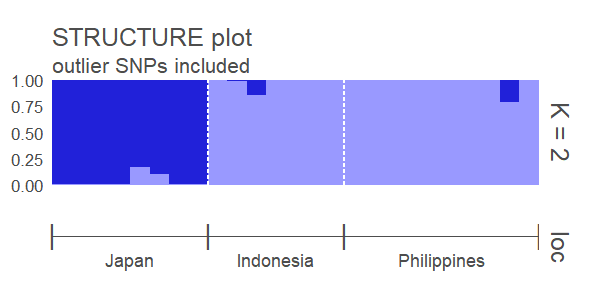 STRUCTURE plot
outlier SNPs included
1.00
0.75
0.50
0.25
0.00
K = 2
loc
Japan Indonesia Philippines